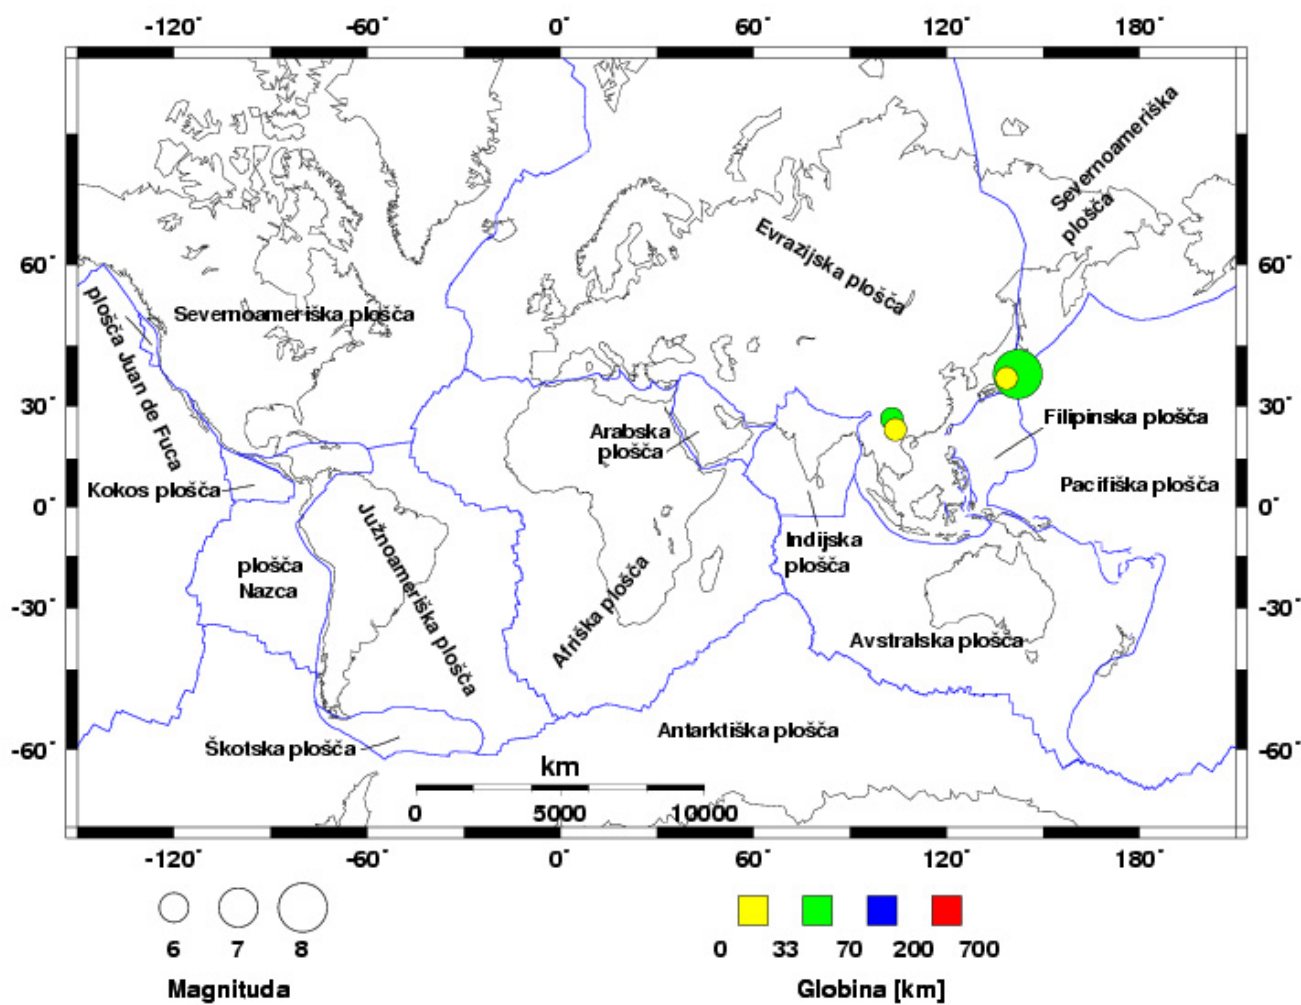 -120° -60° 0° 60° 120° 180°
Severnoameriška
plošča
Evrazijska plošča
60° 60°
plošča Juan de Fuca
Severnoameriška plošča
30° 30°
Filipinska plošča
Arabska
plošča
Kokos plošča
Pacifiška plošča
0° 0°
Južnoameriška plošča
Indijska
plošča
plošča
Nazca
Afriška plošča
-30° -30°
Avstralska plošča
Antarktiška plošča
Škotska plošča
-60° -60°
km
0 5000 10000
-120° -60° 0° 60° 120° 180°
6 7 8
0 33 70 200 700
Magnituda
Globina [km]